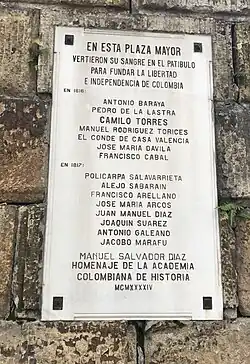 EN ESTA PLAZA MAYOR
VERTIERON SU SANGRE EN EL PATIBULO
PARA FUNDAR LA LIBERTAD
E INDEPENDENCIA DE COLOMBIA
EN 1816:
ANTONIO BARAYA
PEDRO DE LA LASTRA
CAMILO TORRES
MANUEL RODRIGUEZ TORICES
EL CONDE DE CASA VALENCIA
JOSE MARIA DAVILA
FRANCISCO CABAL
EN 1817:
POLICARPA SALAVARRIETA
ALEJO SABARAIN
FRANCISCO ARELLANO
JOSE MARIA ARCOS
JUAN MANUEL DIAZ
JOAQUIN SUAREZ
ANTONIO GALEANO
JACOBO MARAFU
MANUEL SALVADOR DIAZ
HOMENAJE DE LA ACADEMIA
COLOMBIANA DE HISTORIA
MCMXXXXIV